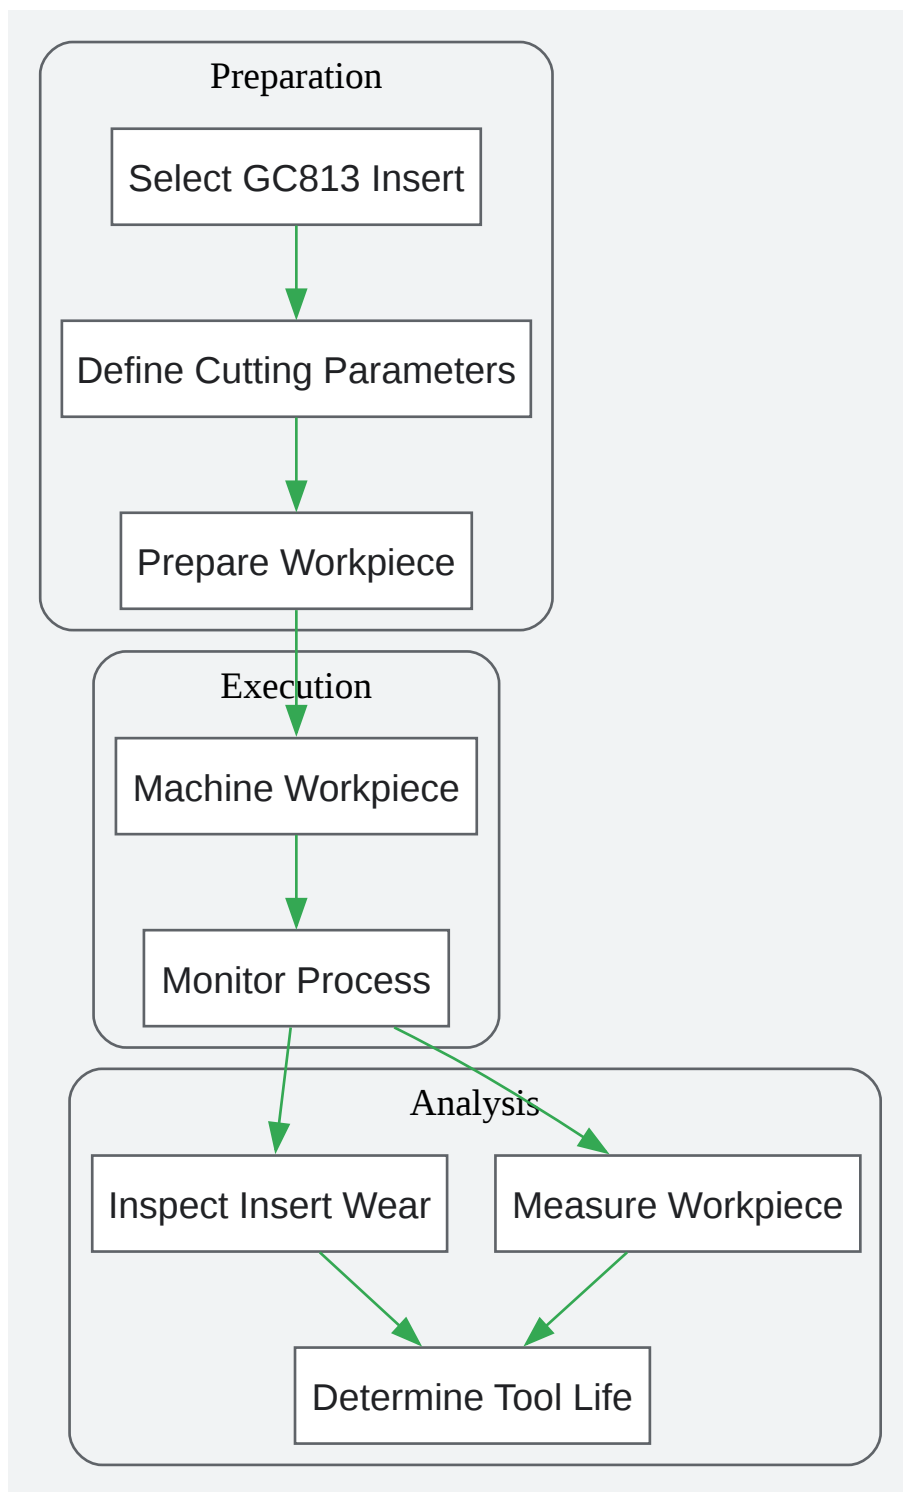 Preparation
Select GC813 Insert
Define Cutting Parameters
Prepare Workpiece
Execution
Machine Workpiece
Monitor Process
Analysis
Inspect Insert Wear
Measure Workpiece
Determine Tool Life